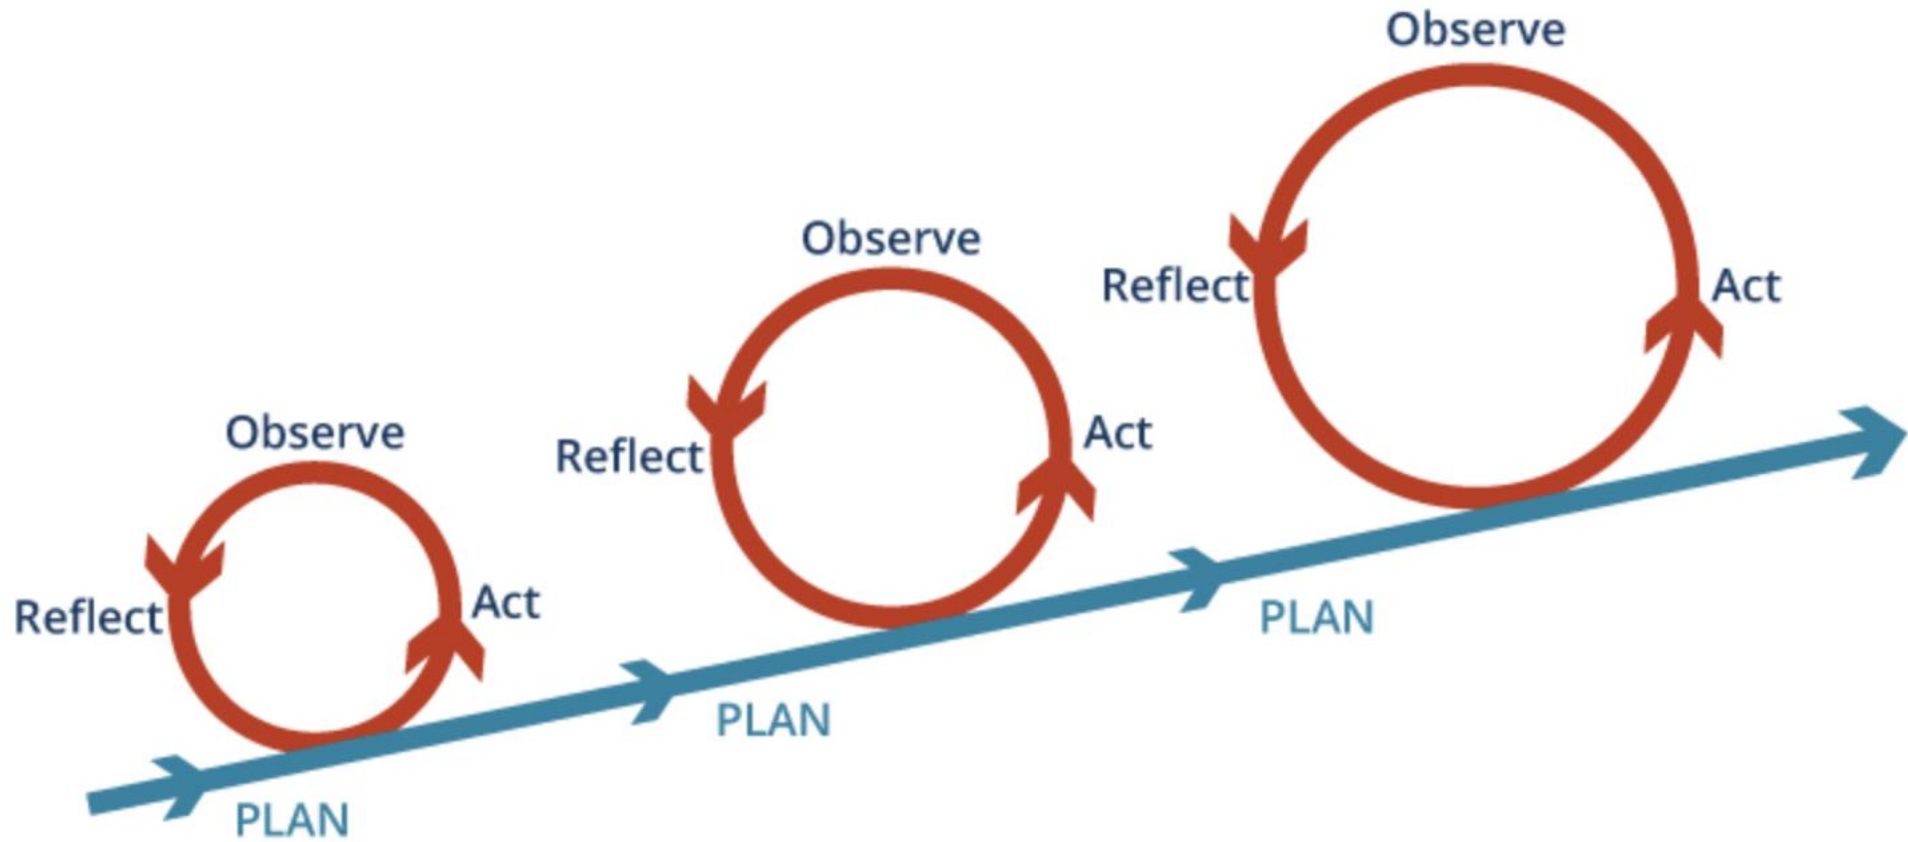 Observe
Reflect
Act
PLAN
Observe
Reflect
Act
PLAN
Observe
Reflect
Act
PLAN